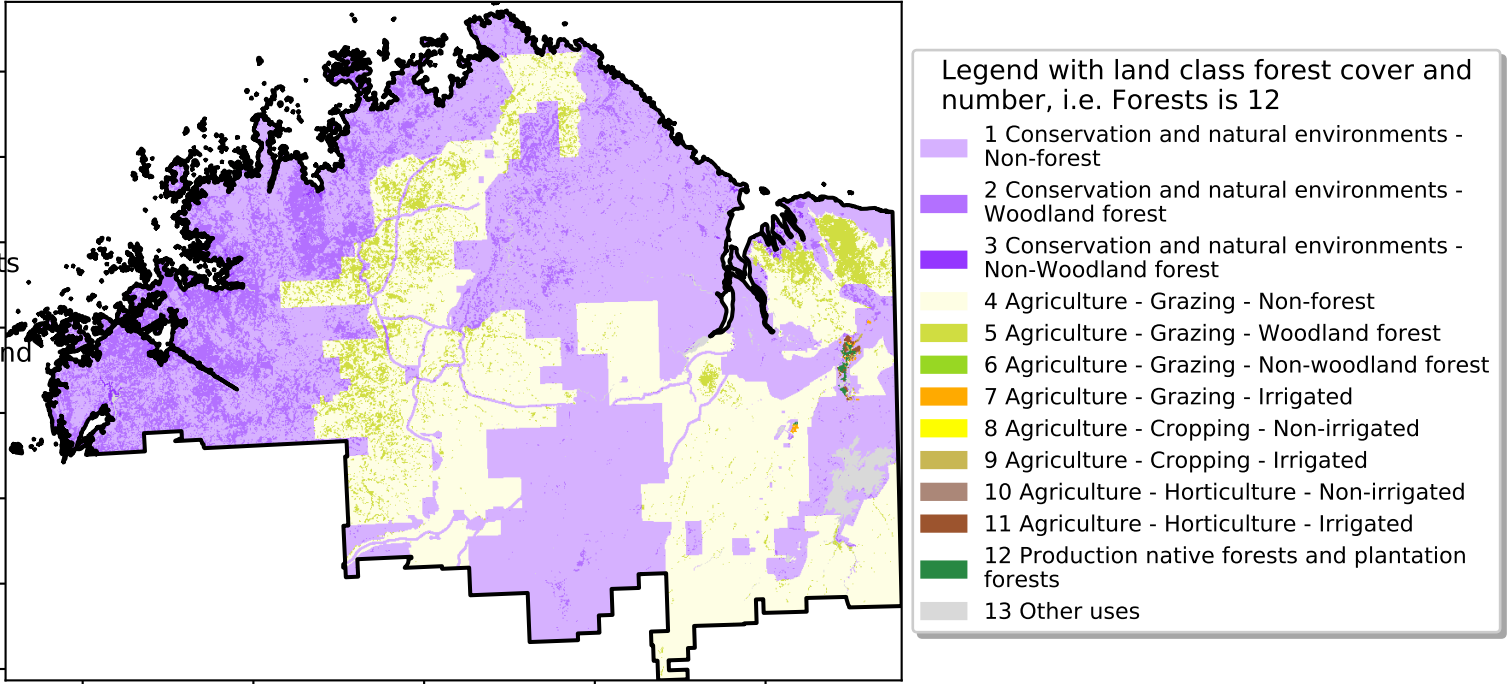 ts
nd
Legend with land class forest cover and
number, i.e. Forests is 12
1 Conservation and natural environments -
Non-forest
2 Conservation and natural environments -
Woodland forest
3 Conservation and natural environments -
Non-Woodland forest
4 Agriculture - Grazing - Non-forest
5 Agriculture - Grazing - Woodland forest
6 Agriculture - Grazing - Non-woodland forest
7 Agriculture - Grazing - Irrigated
8 Agriculture - Cropping - Non-irrigated
9 Agriculture - Cropping - Irrigated
10 Agriculture - Horticulture - Non-irrigated
11 Agriculture - Horticulture - Irrigated
12 Production native forests and plantation
forests
13 Other uses